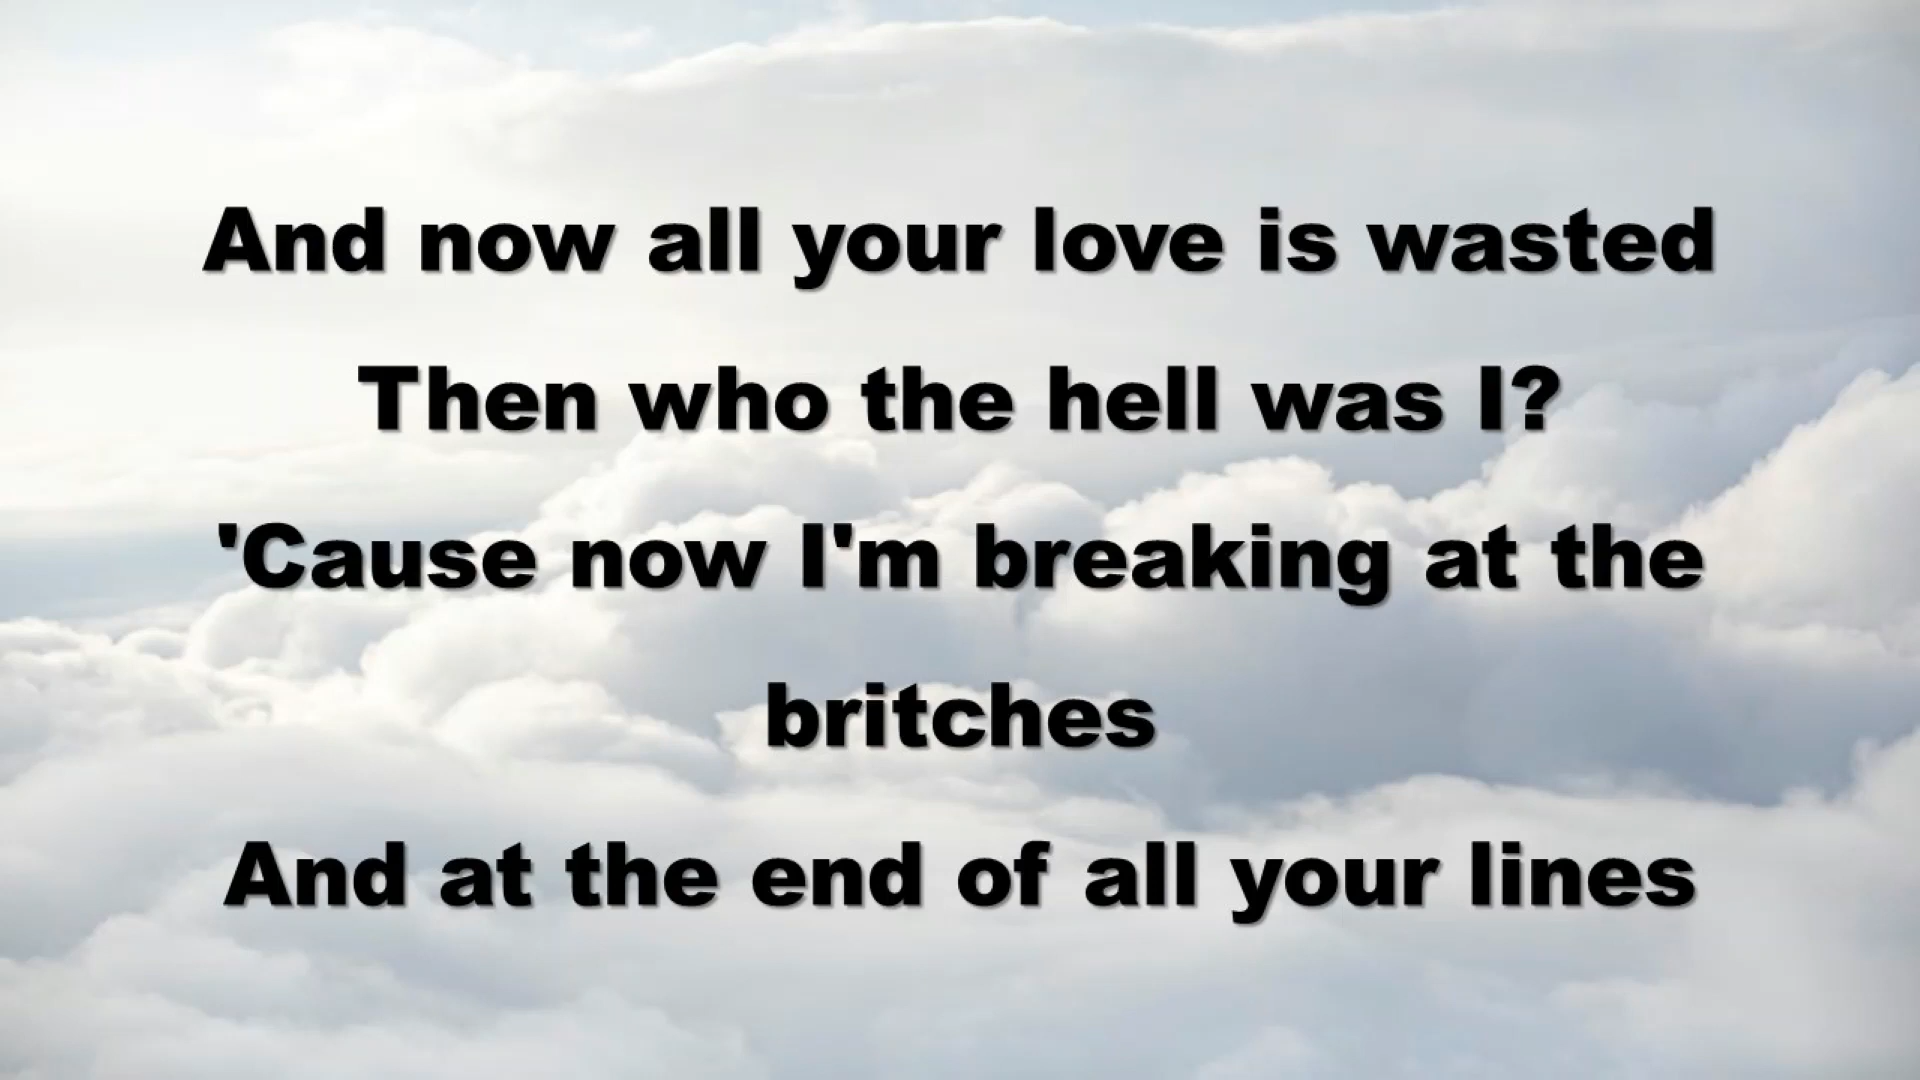 And now all your love is wasted
Then who the hell was I?
'Cause now I'm breaking at the
britches
And at the end of all your lines